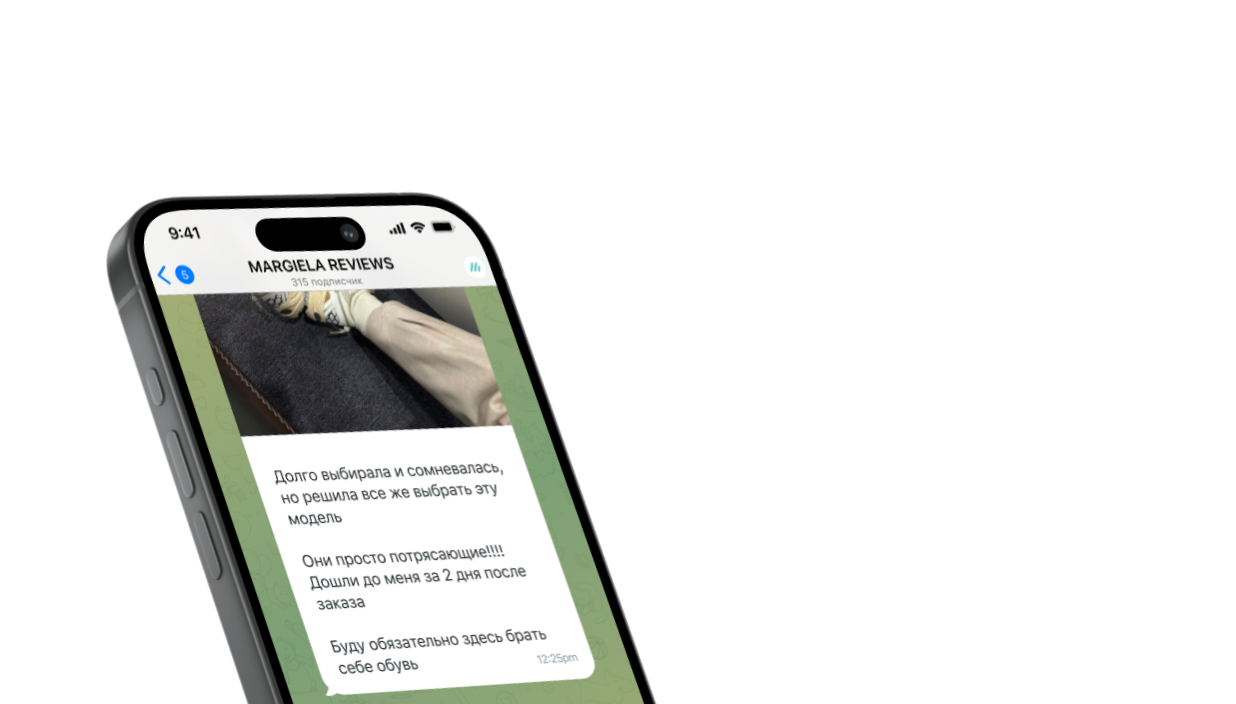 9:41
5
MARGIELA REVIEWS
315 подписчик
Долго выбирала и сомневалась,
но решила все же выбрать эту
модель
Они просто потрясающие!!!!
Дошли до меня за 2 дня после
заказа
Буду обязательно здесь брать
себе обувь
12:25pm